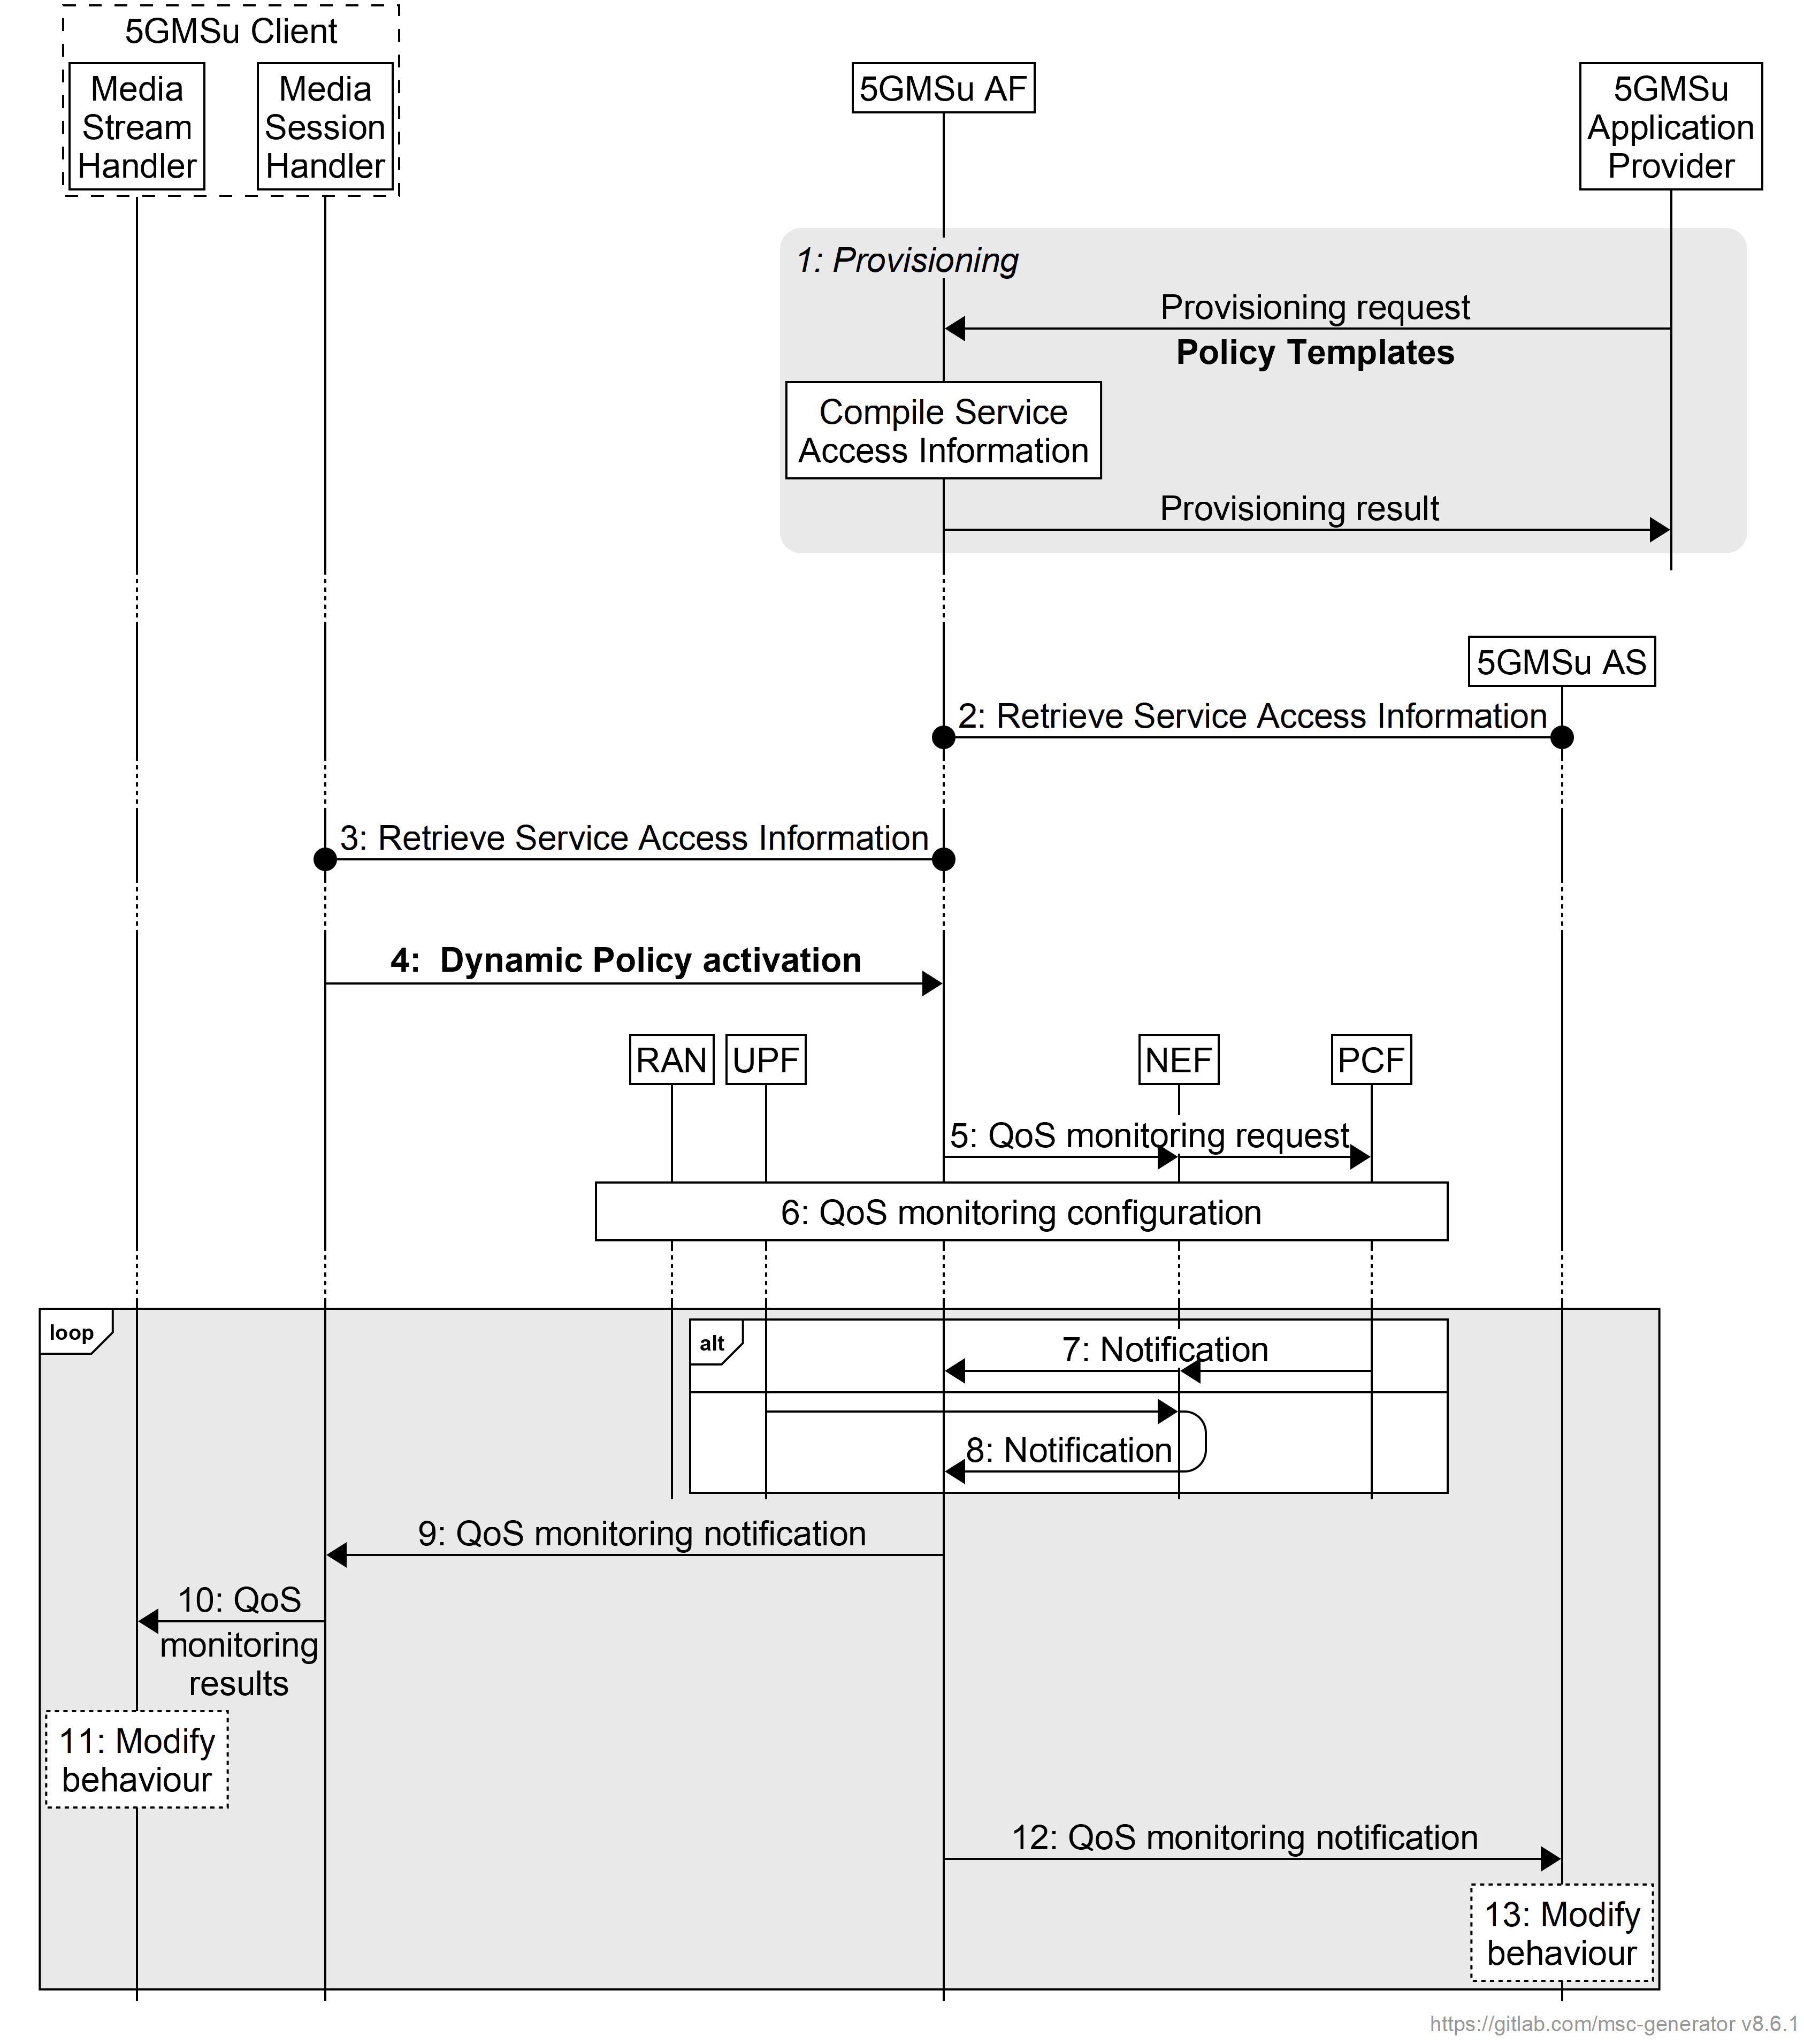 5GMSu Client
Media
Stream
Handler
Media
Session
Handler
5GMSu AF
5GMSu
Application
Provider
1: Provisioning
Provisioning request
Policy Templates
Compile Service
Access Information
Provisioning result
5GMSu AS
2: Retrieve Service Access Information
3: Retrieve Service Access Information
4: Dynamic Policy activation
RAN
UPF
NEF
PCF
5: QoS monitoring request
6: QoS monitoring configuration
loop
alt
7: Notification
8: Notification
9: QoS monitoring notification
10: QoS
monitoring
results
11: Modify
behaviour
12: QoS monitoring notification
13: Modify
behaviour
https://gitlab.com/msc-generator v8.6.1